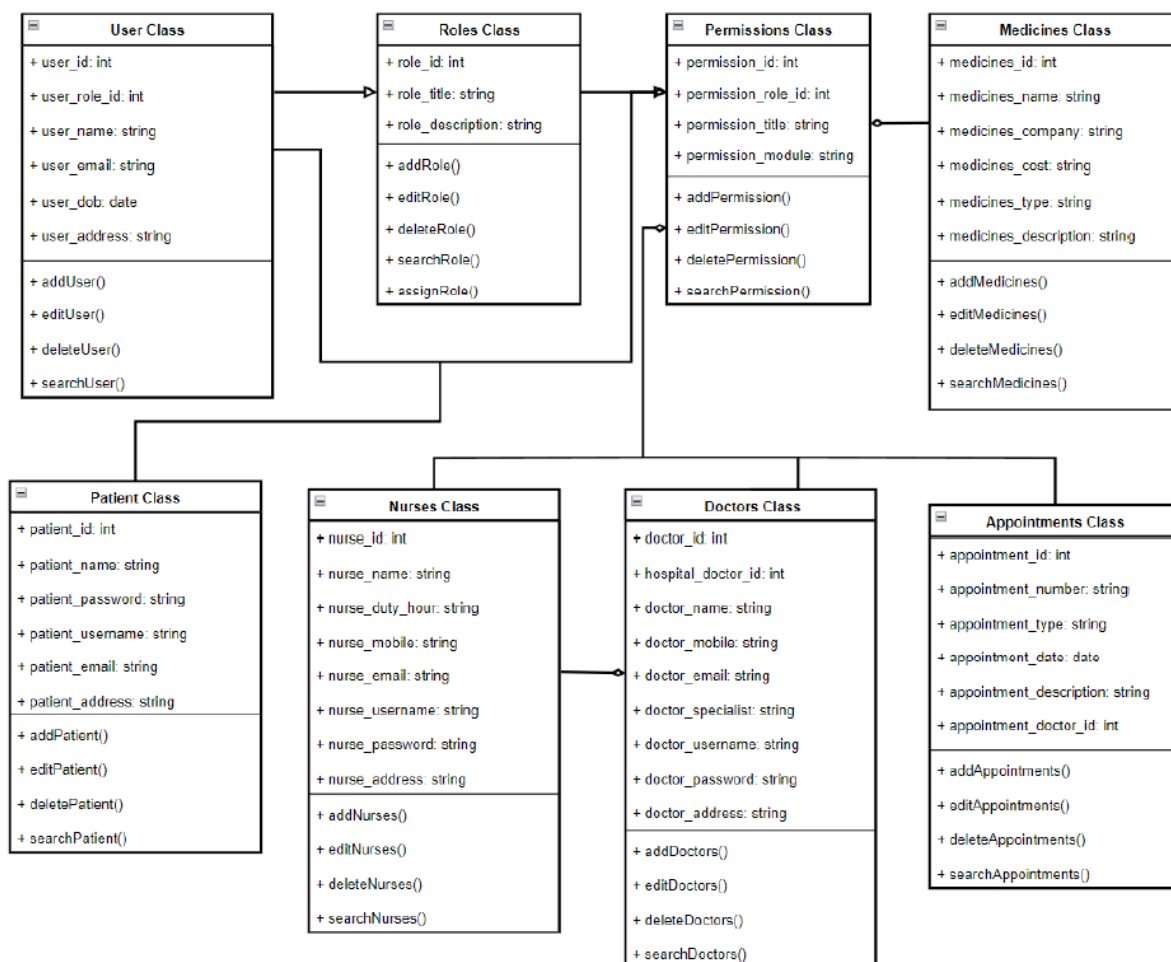 User Class
+ user_id: int
+ user_role_id: int
+ user_name: string
+ user_email: string
+ user_dob: date
+ user_address: string
+ addUser()
+ editUser()
+ deleteUser()
+ searchUser()
Roles Class
+ role_id: int
+ role_title: string
+ role_description: string
+ addRole()
+ editRole()
+ deleteRole()
+ searchRole()
+ assignRole()
Permissions Class
+ permission_id: int
+ permission_role_id: int
+ permission_title: string
+ permission_module: string
+ addPermission()
+ editPermission()
+ deletePermission()
+ searchPermission()
Medicines Class
+ medicines_id: int
+ medicines_name: string
+ medicines_company: string
+ medicines_cost: string
+ medicines_type: string
+ medicines_description: string
+ addMedicines()
+ editMedicines()
+ deleteMedicines()
+ searchMedicines()
Patient Class
+ patient_id: int
+ patient_name: string
+ patient_password: string
+ patient_username: string
+ patient_email: string
+ patient_address: string
+ addPatient()
+ editPatient()
+ deletePatient()
+ searchPatient()
Nurses Class
+ nurse_id: int
+ nurse_name: string
+ nurse_duty_hour: string
+ nurse_mobile: string
+ nurse_email: string
+ nurse_username: string
+ nurse_password: string
+ nurse_address: string
+ addNurses()
+ editNurses()
+ deleteNurses()
+ searchNurses()
Doctors Class
+ doctor_id: int
+ hospital_doctor_id: int
+ doctor_name: string
+ doctor_mobile: string
+ doctor_email: string
+ doctor_specialist: string
+ doctor_username: string
+ doctor_password: string
+ doctor_address: string
+ addDoctors()
+ editDoctors()
+ deleteDoctors()
+ searchDoctors()
Appointments Class
+ appointment_id: int
+ appointment_number: string
+ appointment_type: string
+ appointment_date: date
+ appointment_description: string
+ appointment_doctor_id: int
+ addAppointments()
+ editAppointments()
+ deleteAppointments()
+ searchAppointments()